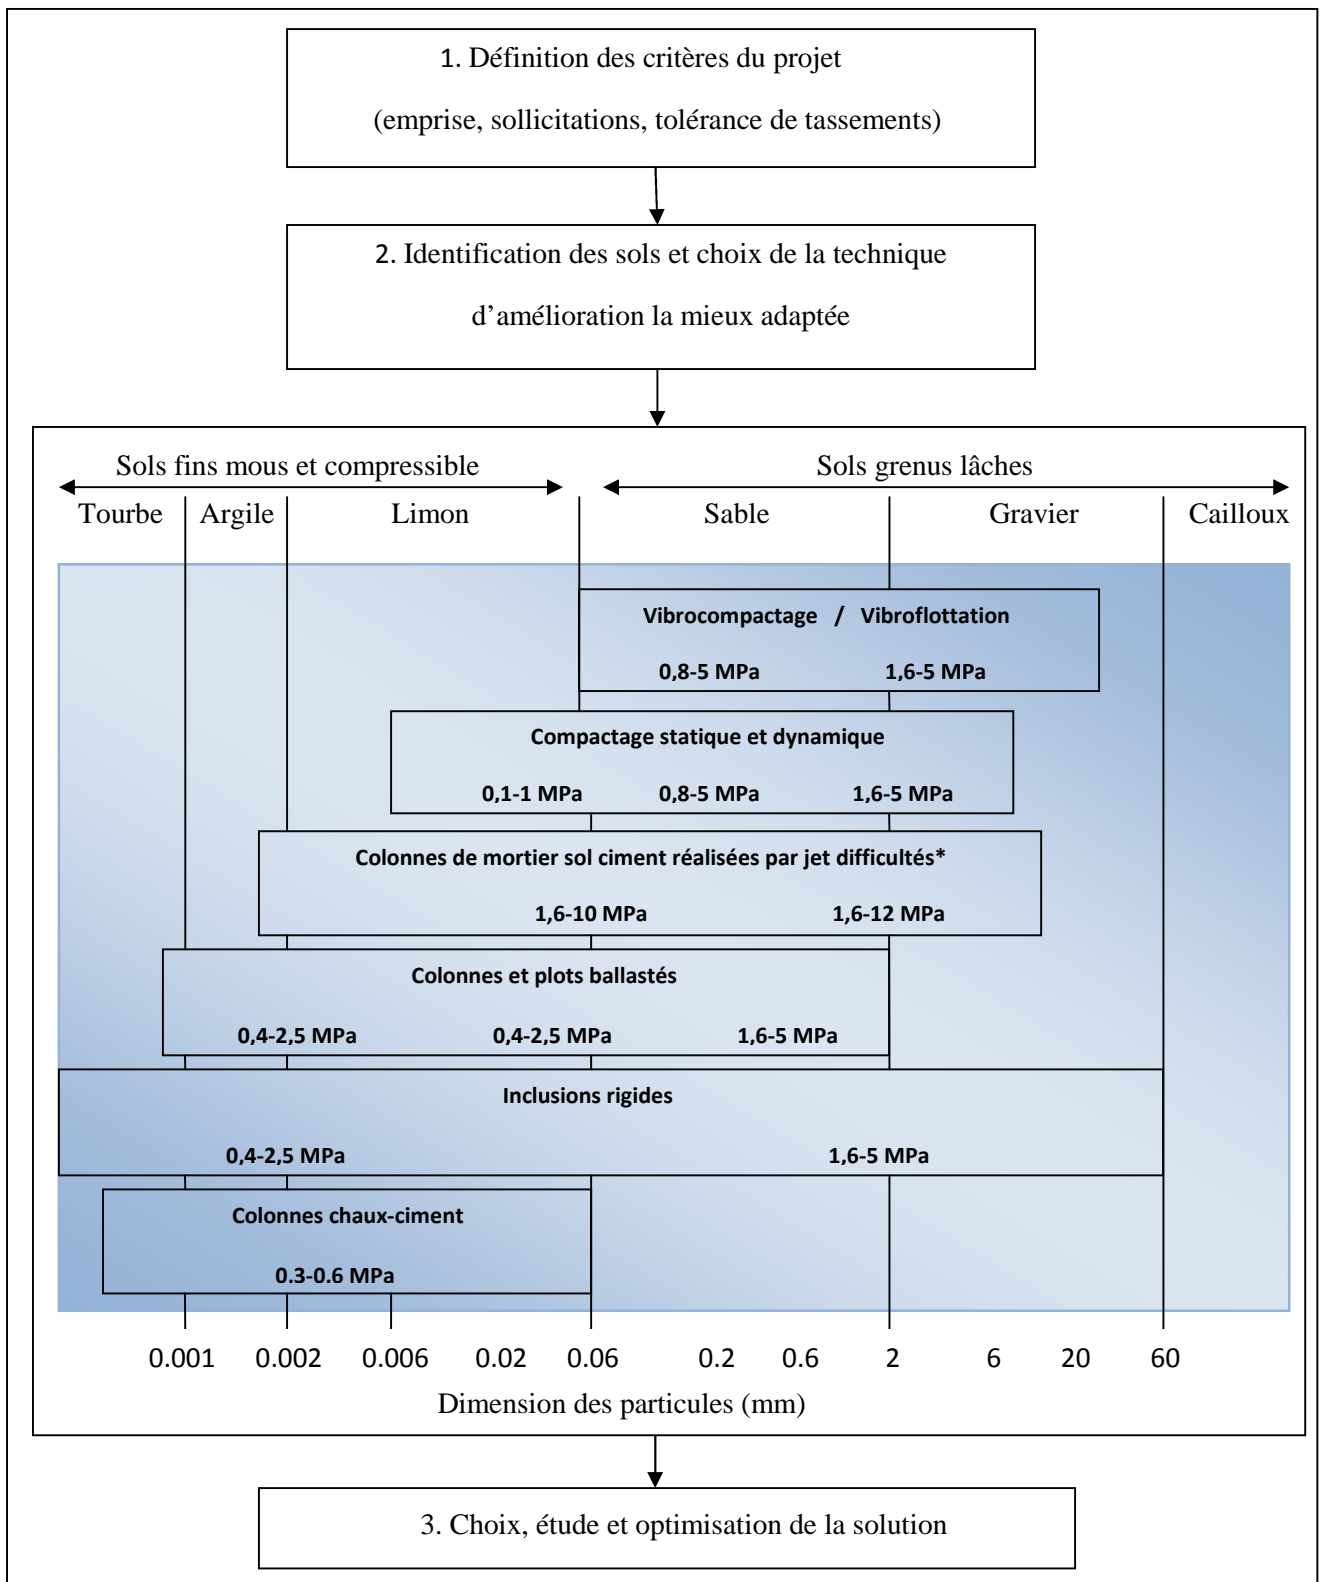 1. Définition des critères du projet
(emprise, sollicitations, tolérance de tassements)
2. Identification des sols et choix de la technique
d’amélioration la mieux adaptée
Sols fins mous et compressible Sols grenus lâches
Tourbe Argile Limon Sable Gravier Cailloux
Vibrocompactage / Vibroflottation
0,8-5 MPa 1,6-5 MPa
Compactage statique et dynamique
0,1-1 MPa 0,8-5 MPa 1,6-5 MPa
Colonnes de mortier sol ciment réalisées par jet difficultés*
1,6-10 MPa 1,6-12 MPa
Colonnes et plots ballastés
0,4-2,5 MPa 0,4-2,5 MPa 1,6-5 MPa
Inclusions rigides
0,4-2,5 MPa 1,6-5 MPa
Colonnes chaux-ciment
0.3-0.6 MPa
0.001 0.002 0.006 0.02 0.06 0.2 0.6 2 6 20 60
Dimension des particules (mm)
3. Choix, étude et optimisation de la solution